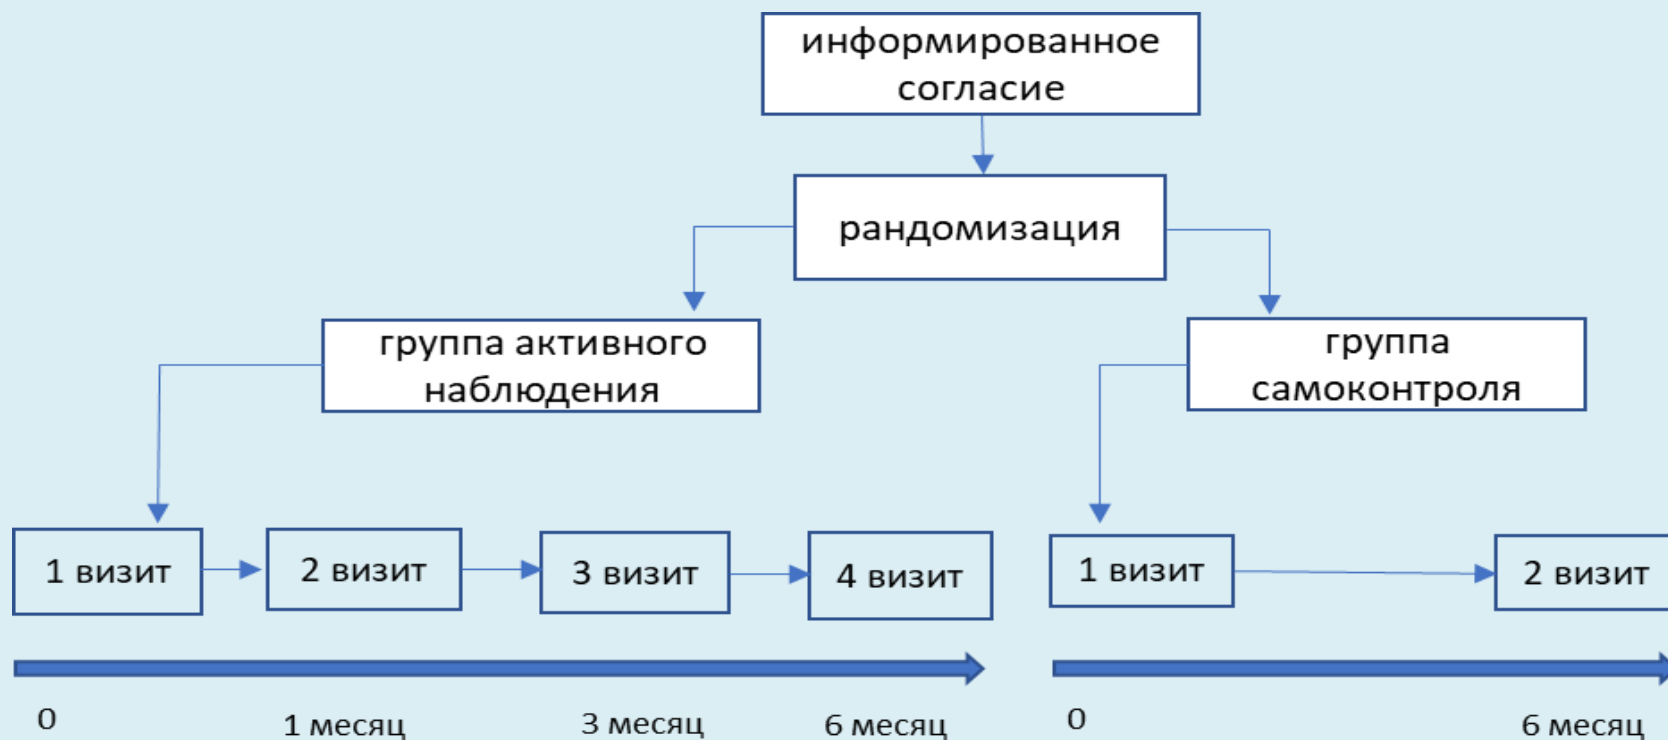 информированное
согласие
рандомизация
группа активного
наблюдения
группа
самоконтроля
1 визит
2 визит
3 визит
4 визит
1 визит
2 визит
0
1 месяц
3 месяц
6 месяц
0
6 месяц